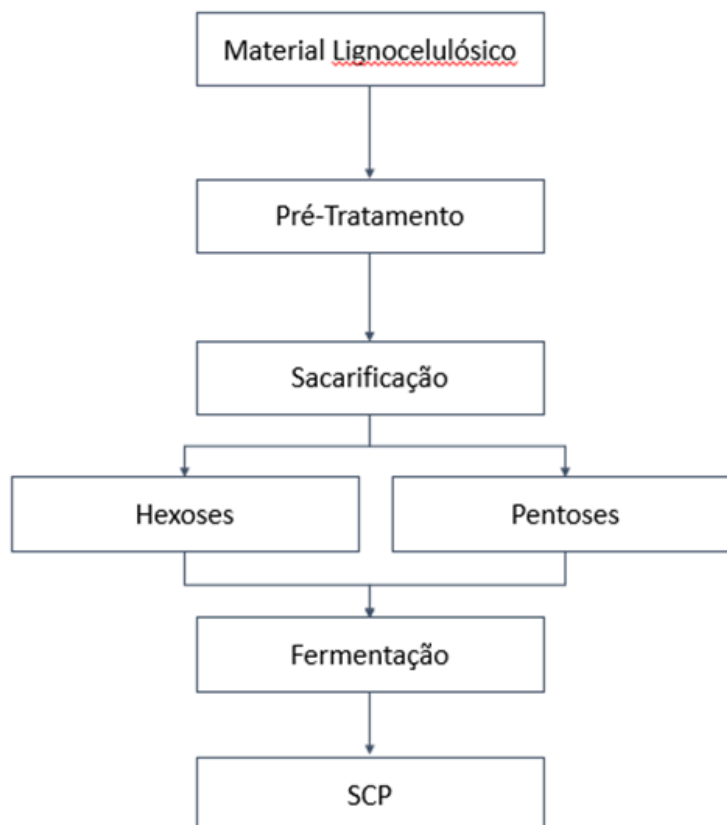 Material Lignocelulósico
Pré-Tratamento
Sacarificação
Hexoses
Pentoses
Fermentação
SCP